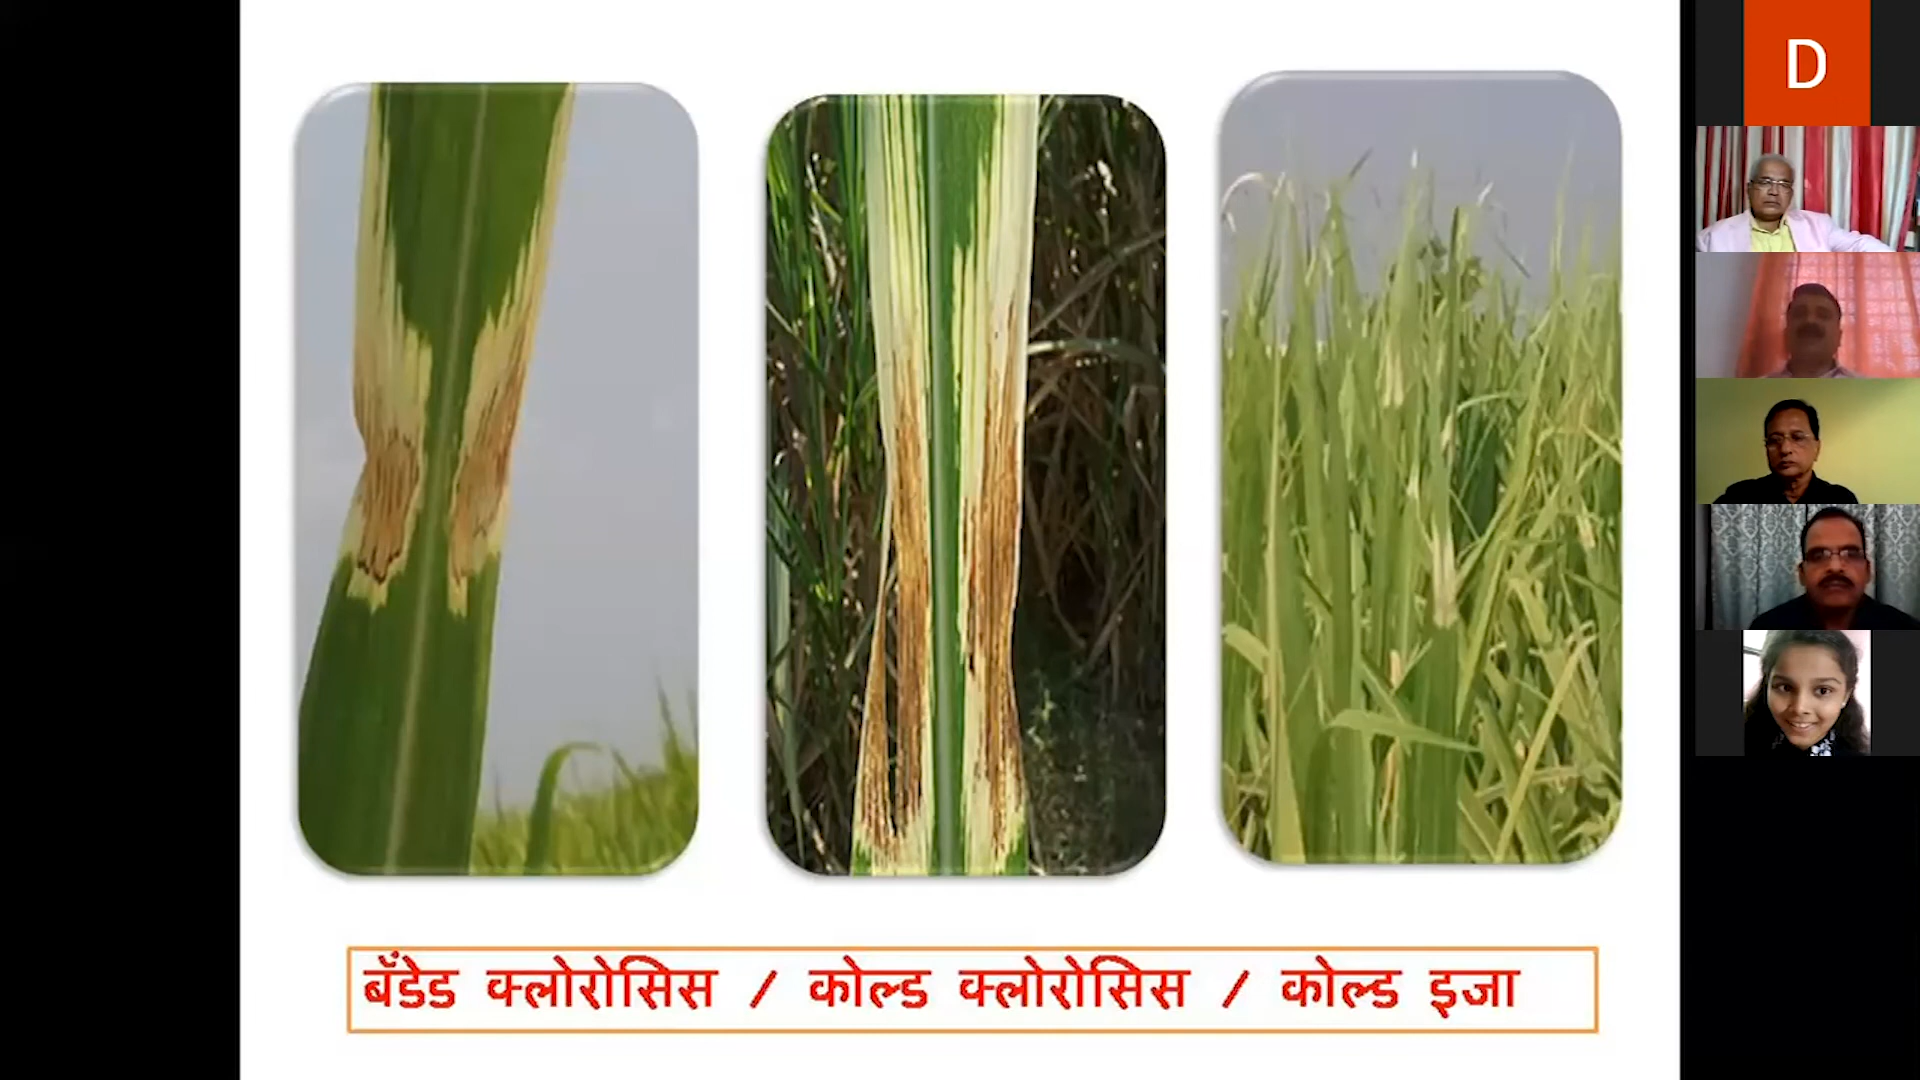 बँडेड क्लोरोसिस / कोल्ड क्लोरोसिस / कोल्ड इजा
D